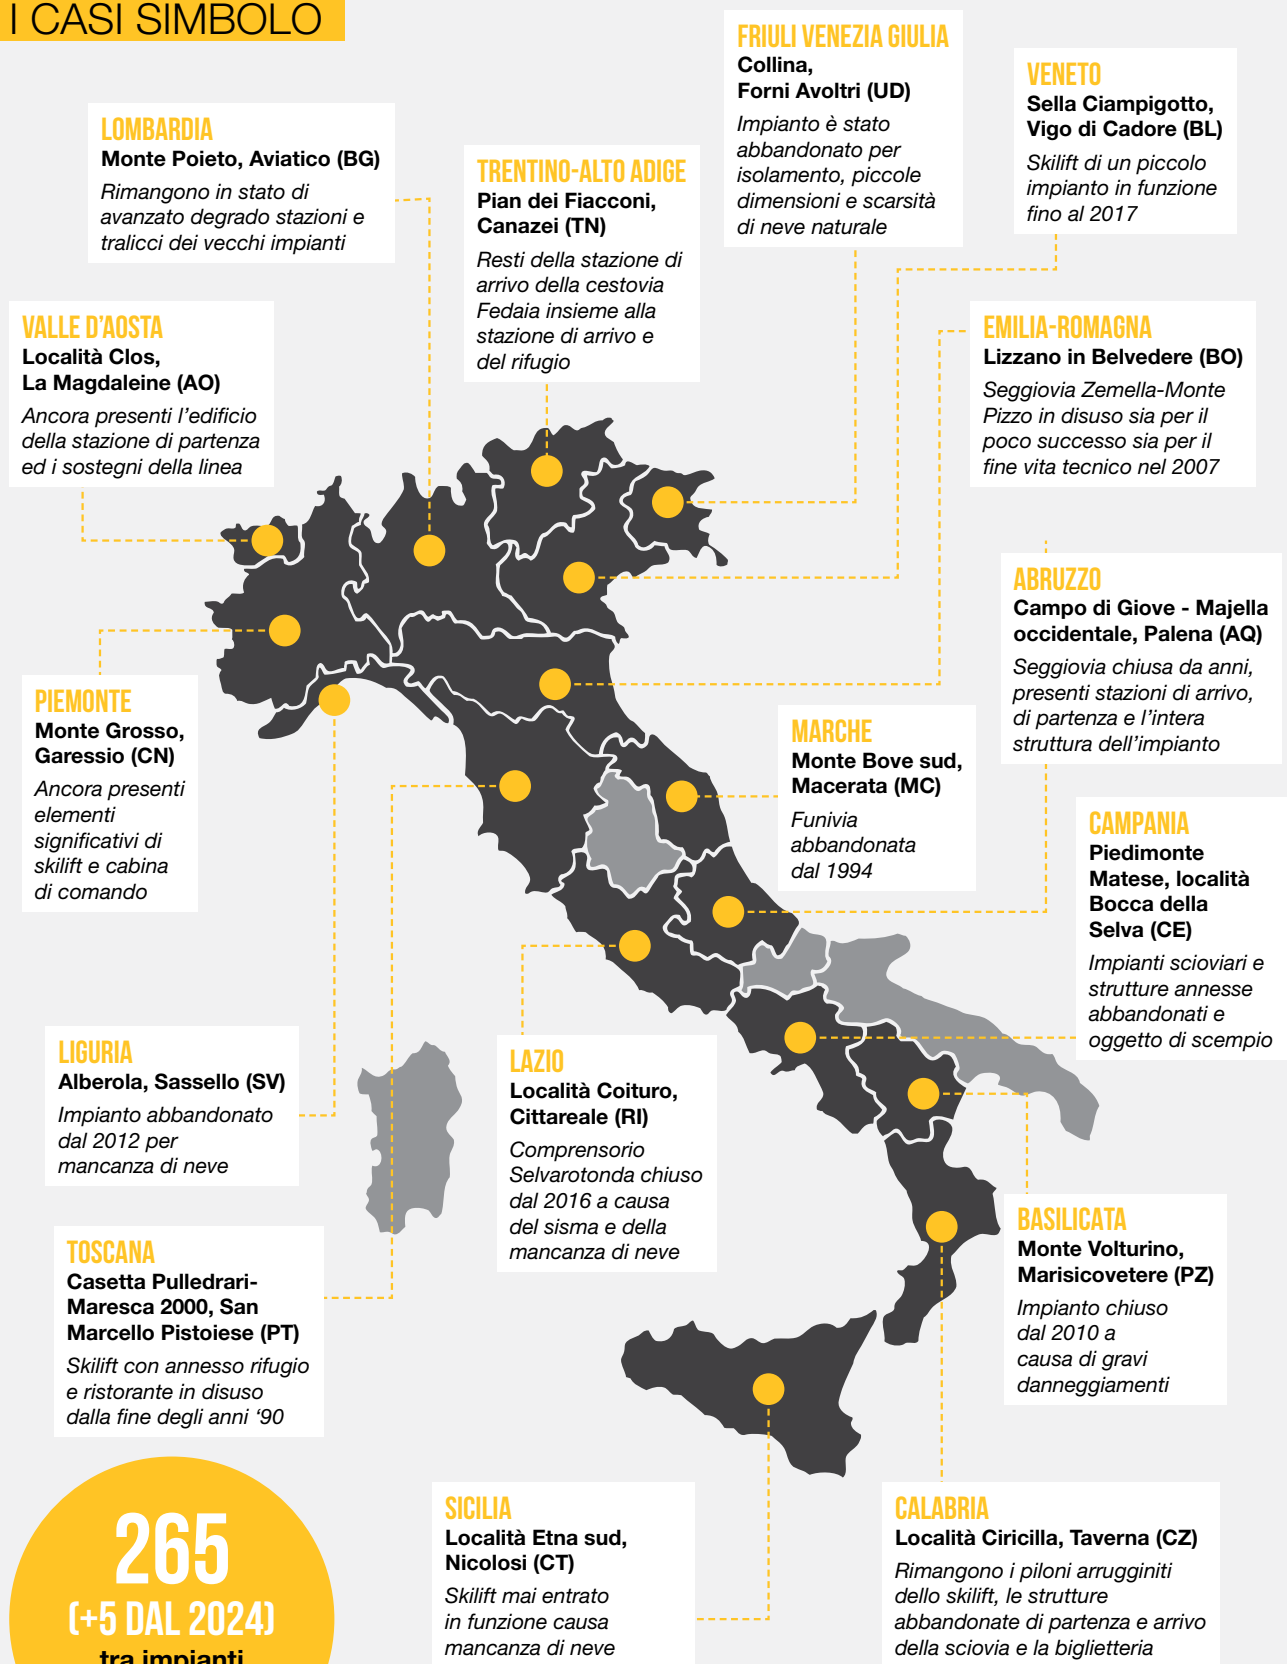 I CASI SIMBOLO
FRIULI VENEZIA GIULIA
Collina,
Forni Avoltri (UD)
Impianto è stato
abbandonato per
isolamento, piccole
dimensioni e scarsità
di neve naturale
VENETO
Sella Ciampigotto,
Vigo di Cadore (BL)
Skilift di un piccolo
impianto in funzione
fino al 2017
LOMBARDIA
Monte Poieto, Aviatico (BG)
Rimangono in stato di
avanzato degrado stazioni e
tralicci dei vecchi impianti
TRENTINO-ALTO ADIGE
Pian dei Fiacconi,
Canazei (TN)
Resti della stazione di
arrivo della cestovia
Fedaia insieme alla
stazione di arrivo e
del rifugio
VALLE D'AOSTA
Località Clos,
La Magdaleine (AO)
Ancora presenti l'edificio
della stazione di partenza
ed i sostegni della linea
EMILIA-ROMAGNA
Lizzano in Belvedere (BO)
Seggiovia Zemella-Monte
Pizzo in disuso sia per il
poco successo sia per il
fine vita tecnico nel 2007
ABRUZZO
Campo di Giove - Majella
occidentale, Palena (AQ)
Seggiovia chiusa da anni,
presenti stazioni di arrivo,
di partenza e l'intera
struttura dell'impianto
PIEMONTE
Monte Grosso,
Garessio (CN)
Ancora presenti
elementi
significativi di
skilift e cabina
di comando
MARCHE
Monte Bove sud,
Macerata (MC)
Funivia
abbandonata
dal 1994
CAMPANIA
Piedimonte
Matese, località
Bocca della
Selva (CE)
Impianti scioviari e
strutture annesse
abbandonati e
oggetto di scempio
LIGURIA
Alberola, Sassello (SV)
Impianto abbandonato
dal 2012 per
mancanza di neve
LAZIO
Località Coituro,
Cittareale (RI)
Comprensorio
Selvarotonda chiuso
dal 2016 a causa
del sisma e della
mancanza di neve
BASILICATA
Monte Volturino,
Marisicovetere (PZ)
Impianto chiuso
dal 2010 a
causa di gravi
danneggiamenti
TOSCANA
Casetta Pulledrari-
Maresca 2000, San
Marcello Pistoiese (PT)
Skilift con annesso rifugio
e ristorante in disuso
dalla fine degli anni '90
SICILIA
Località Etna sud,
Nicolosi (CT)
Skilift mai entrato
in funzione causa
mancanza di neve
CALABRIA
Località Ciricilla, Taverna (CZ)
Rimangono i piloni arrugginiti
dello skilift, le strutture
abbandonate di partenza e arrivo
della sciovia e la biglietteria
265
(+5 DAL 2024)
tra impianti